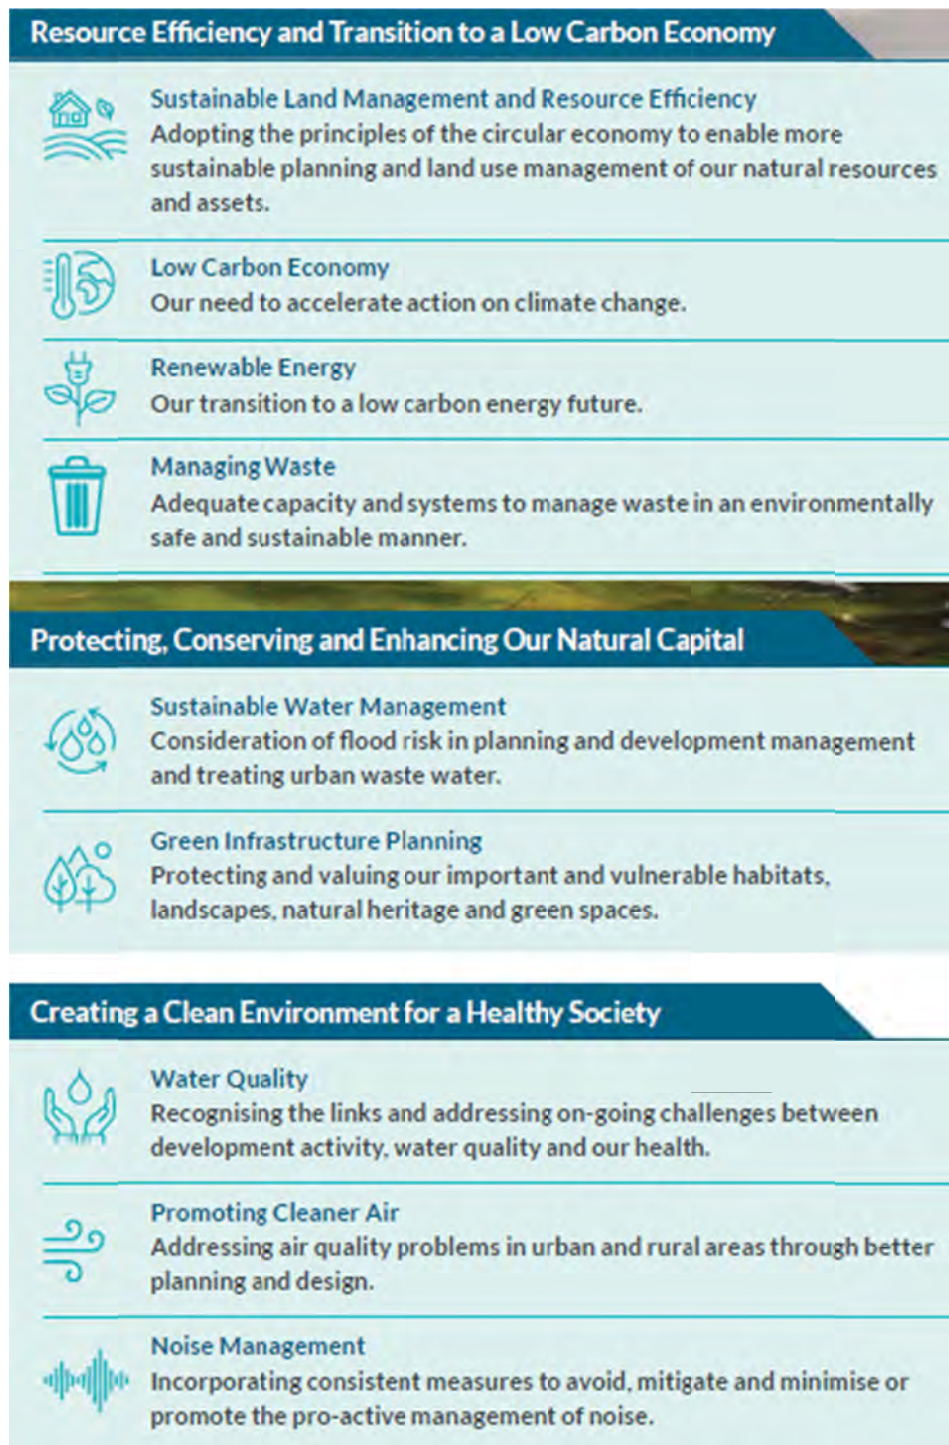 Resource Efficiency and Transition to a Low Carbon Economy
Sustainable Land Management and Resource Efficiency
Adopting the principles of the circular economy to enable more
sustainable planning and land use management of our natural resources
and assets.
Low Carbon Economy
Our need to accelerate action on climate change.
Renewable Energy
Our transition to a low carbon energy future.
Managing Waste
Adequate capacity and systems to manage waste in an environmentally
safe and sustainable manner.
Protecting, Conserving and Enhancing Our Natural Capital
Sustainable Water Management
Consideration of flood risk in planning and development management
and treating urban waste water.
Green Infrastructure Planning
Protecting and valuing our important and vulnerable habitats,
landscapes, natural heritage and green spaces.
Creating a Clean Environment for a Healthy Society
Water Quality
Recognising the links and addressing on-going challenges between
development activity, water quality and our health.
Promoting Cleaner Air
Addressing air quality problems in urban and rural areas through better
planning and design.
Noise Management
Incorporating consistent measures to avoid, mitigate and minimise or
promote the pro-active management of noise.